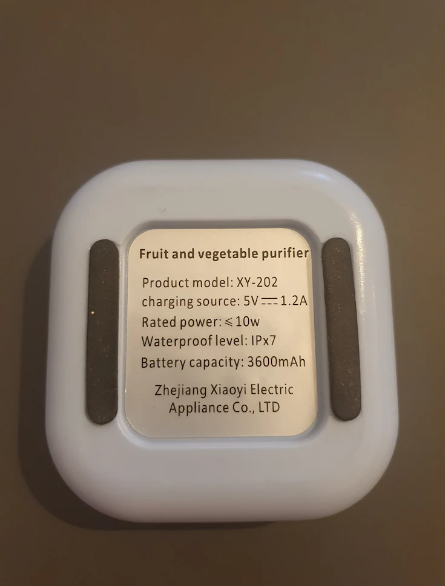 Fruit and vegetable purifier
Product model: XY-202
charging source: 5V⎓1.2A
Rated power: ≤10w
Waterproof level: IPx7
Battery capacity: 3600mAh
Zhejiang Xiaoyi Electric
Appliance Co., LTD